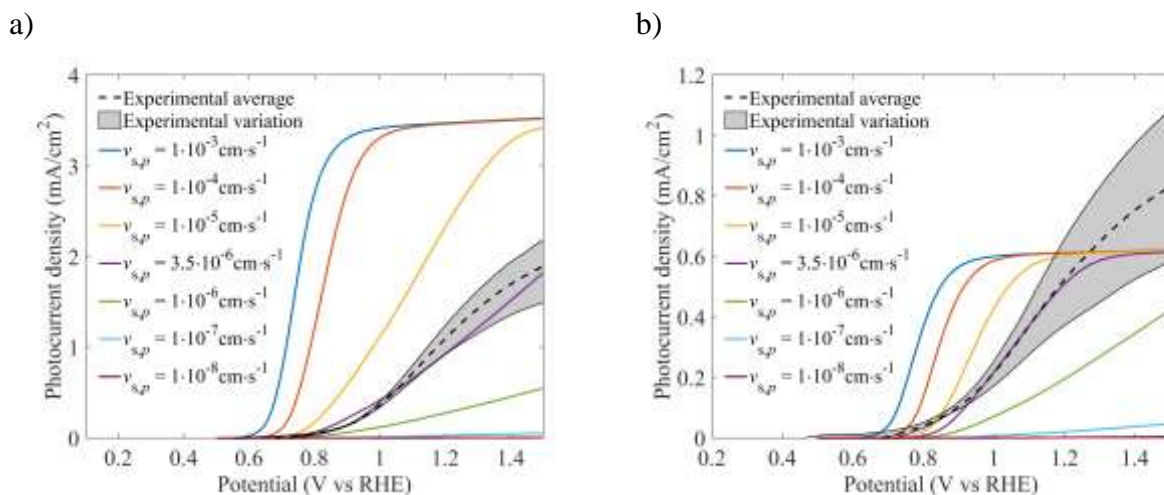 a)
b)
4
3
2
1
0
Photocurrent density (mA/cm²)
Experimental average
Experimental variation
vs,p = 1·10⁻³cm·s⁻¹
vs,p = 1·10⁻⁴cm·s⁻¹
vs,p = 1·10⁻⁵cm·s⁻¹
vs,p = 3.5·10⁻⁶cm·s⁻¹
vs,p = 1·10⁻⁶cm·s⁻¹
vs,p = 1·10⁻⁷cm·s⁻¹
vs,p = 1·10⁻⁸cm·s⁻¹
0.2 0.4 0.6 0.8 1 1.2 1.4
Potential (V vs RHE)
1.2
1
0.8
0.6
0.4
0.2
0
Photocurrent density (mA/cm²)
Experimental average
Experimental variation
vs,p = 1·10⁻³cm·s⁻¹
vs,p = 1·10⁻⁴cm·s⁻¹
vs,p = 1·10⁻⁵cm·s⁻¹
vs,p = 3.5·10⁻⁶cm·s⁻¹
vs,p = 1·10⁻⁶cm·s⁻¹
vs,p = 1·10⁻⁷cm·s⁻¹
vs,p = 1·10⁻⁸cm·s⁻¹
0.2 0.4 0.6 0.8 1 1.2 1.4
Potential (V vs RHE)